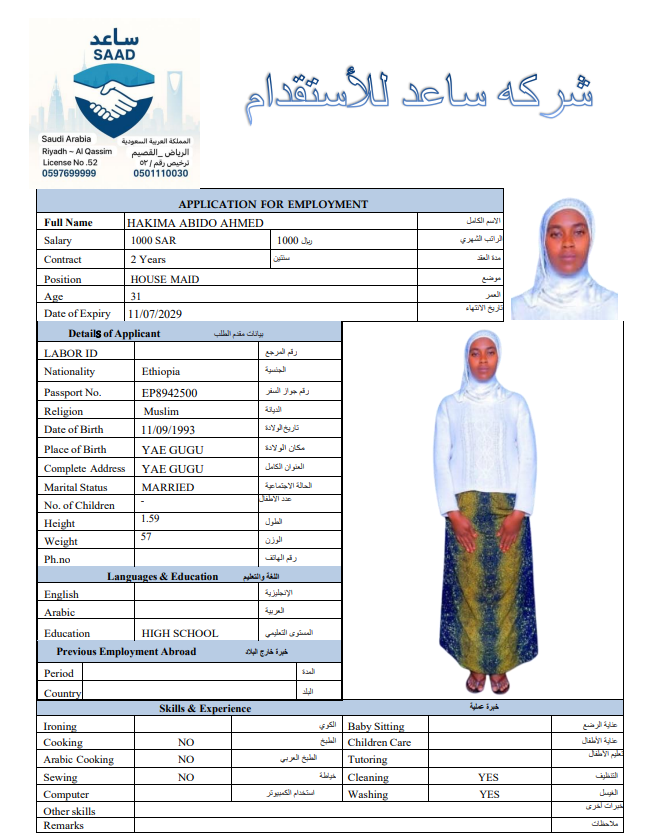 ساعد
SAAD
شركه ساعد للأستقدام
Saudi Arabia المملكة العربية السعودية
Riyadh ~ Al Qassim الرياض _القصيم
License No .52 ترخيص رقم / ٥٢
0597699999 0501110030
APPLICATION FOR EMPLOYMENT
Full Name HAKIMA ABIDO AHMED الاسم الكامل
Salary 1000 SAR 1000 ريال الراتب الشهري
Contract 2 Years سنتين مدة العقد
Position HOUSE MAID موضع
Age 31 العمر
Date of Expiry 11/07/2029 تاريخ الانتهاء
Details of Applicant بيانات مقدم الطلب
LABOR ID رقم المرجع
Nationality Ethiopia الجنسية
Passport No. EP8942500 رقم جواز السفر
Religion Muslim الديانة
Date of Birth 11/09/1993 تاريخ الولادة
Place of Birth YAE GUGU مكان الولادة
Complete Address YAE GUGU العنوان الكامل
Marital Status MARRIED الحالة الاجتماعية
No. of Children - عدد الاطفال
Height 1.59 الطول
Weight 57 الوزن
Ph.no رقم الهاتف
Languages & Education اللغة والتعليم
English الإنجليزية
Arabic العربية
Education HIGH SCHOOL المستوى التعليمي
Previous Employment Abroad خبرة خارج البلاد
Period المدة
Country البلد
Skills & Experience خبرة عملية
Ironing الكوي Baby Sitting عناية الرضع
Cooking NO الطبخ Children Care عناية الأطفال
Arabic Cooking NO الطبخ العربي Tutoring تعليم الأطفال
Sewing NO خياطة Cleaning YES التنظيف
Computer استخدام الكمبيوتر Washing YES الغيسل
Other skills خبرات أخرى
Remarks ملاحظات